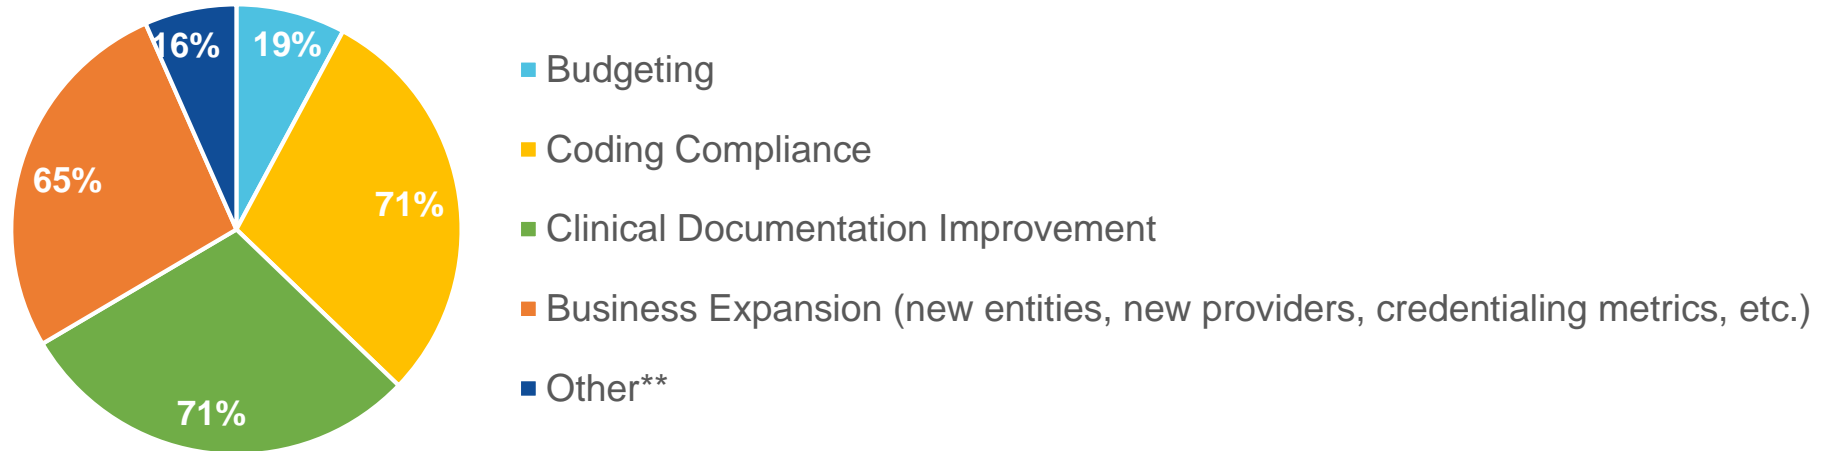 16%
19%
65%
71%
71%
Budgeting
Coding Compliance
Clinical Documentation Improvement
Business Expansion (new entities, new providers, credentialing metrics, etc.)
Other**